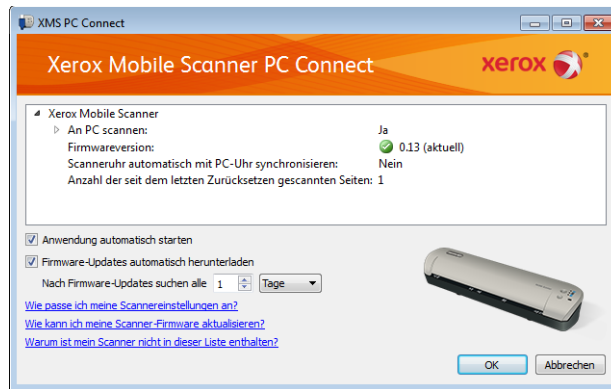 XMS PC Connect
Xerox Mobile Scanner PC Connect
xerox
Xerox Mobile Scanner
An PC scannen: Ja
Firmwareversion: 0.13 (aktuell)
Scanneruhr automatisch mit PC-Uhr synchronisieren: Nein
Anzahl der seit dem letzten Zurücksetzen gescannten Seiten: 1
Anwendung automatisch starten
Firmware-Updates automatisch herunterladen
Nach Firmware-Updates suchen alle 1 Tage
Wie passe ich meine Scannereinstellungen an?
Wie kann ich meine Scanner-Firmware aktualisieren?
Warum ist mein Scanner nicht in dieser Liste enthalten?
OK Abbrechen